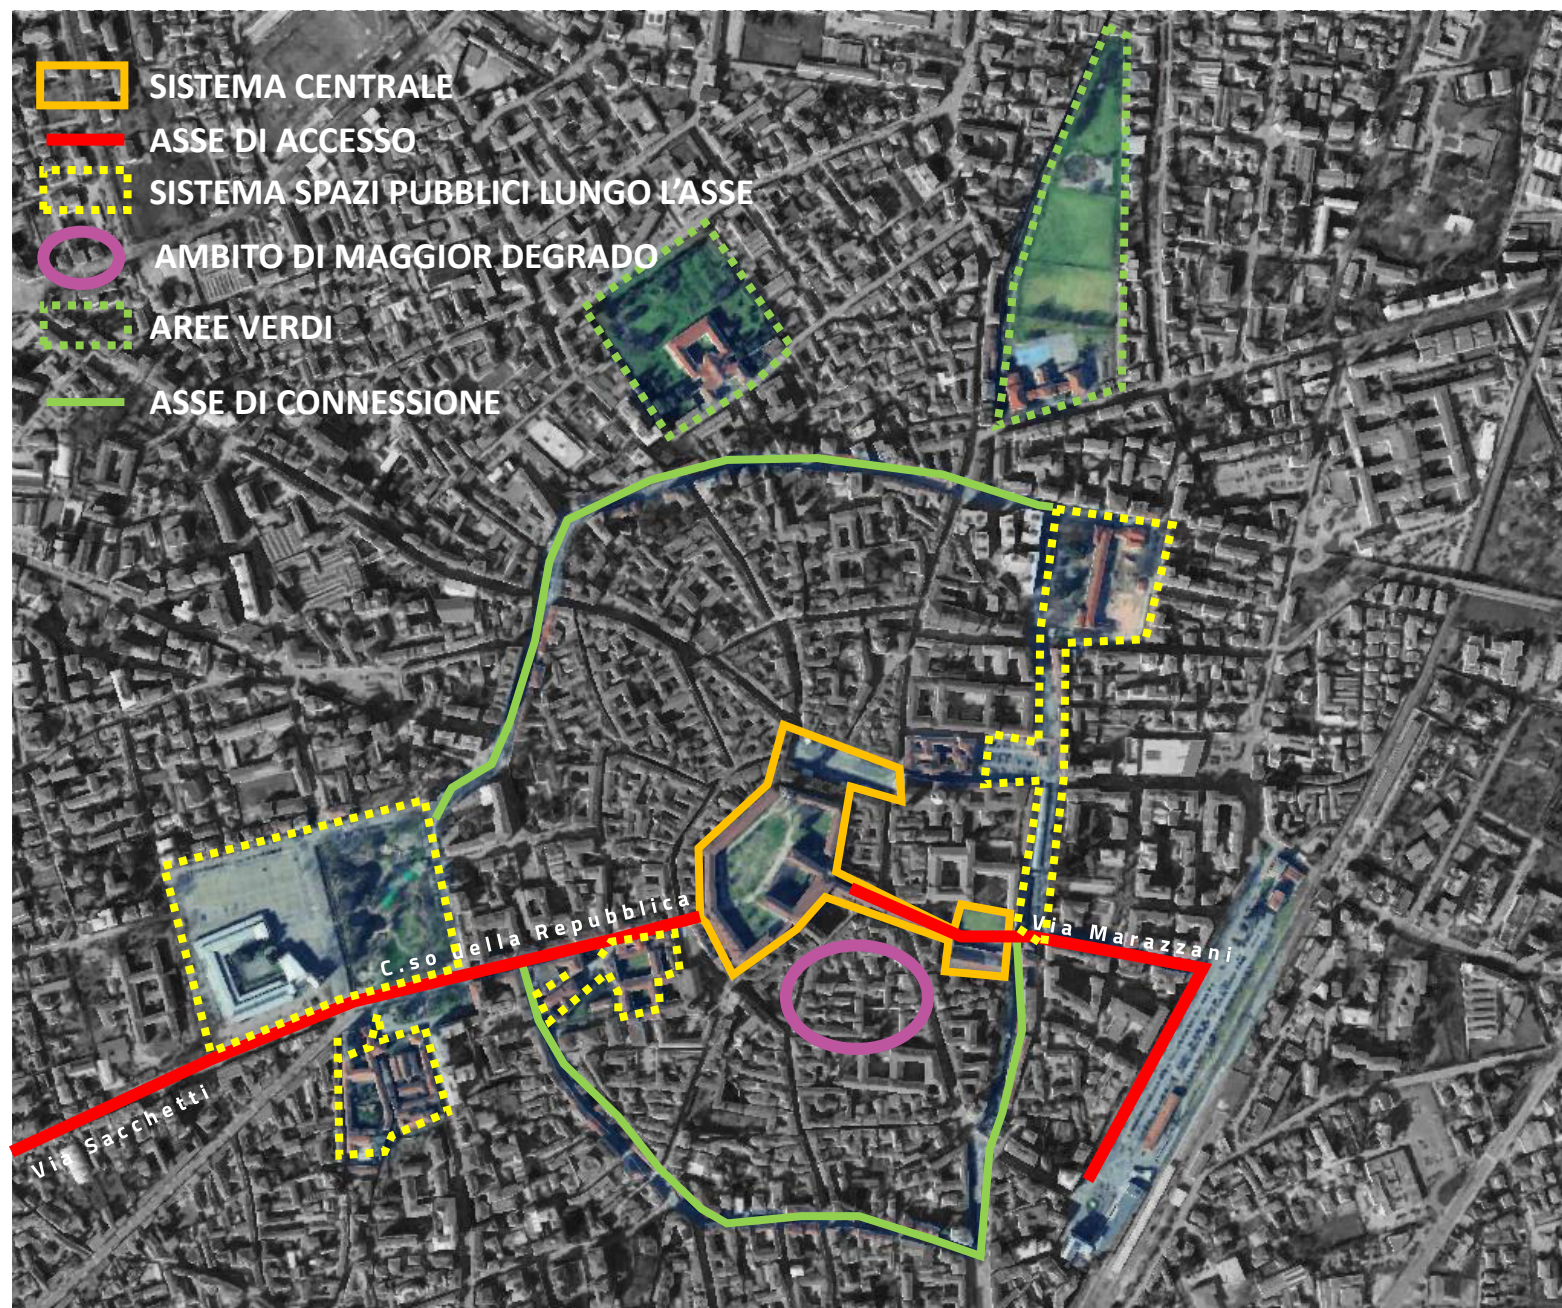 SISTEMA CENTRALE
ASSE DI ACCESSO
SISTEMA SPAZI PUBBLICI LUNGO L'ASSE
AMBITO DI MAGGIOR DEGRADO
AREE VERDI
ASSE DI CONNESSIONE
C.so della Repubblica
Via Marazzani
Via Sacchetti